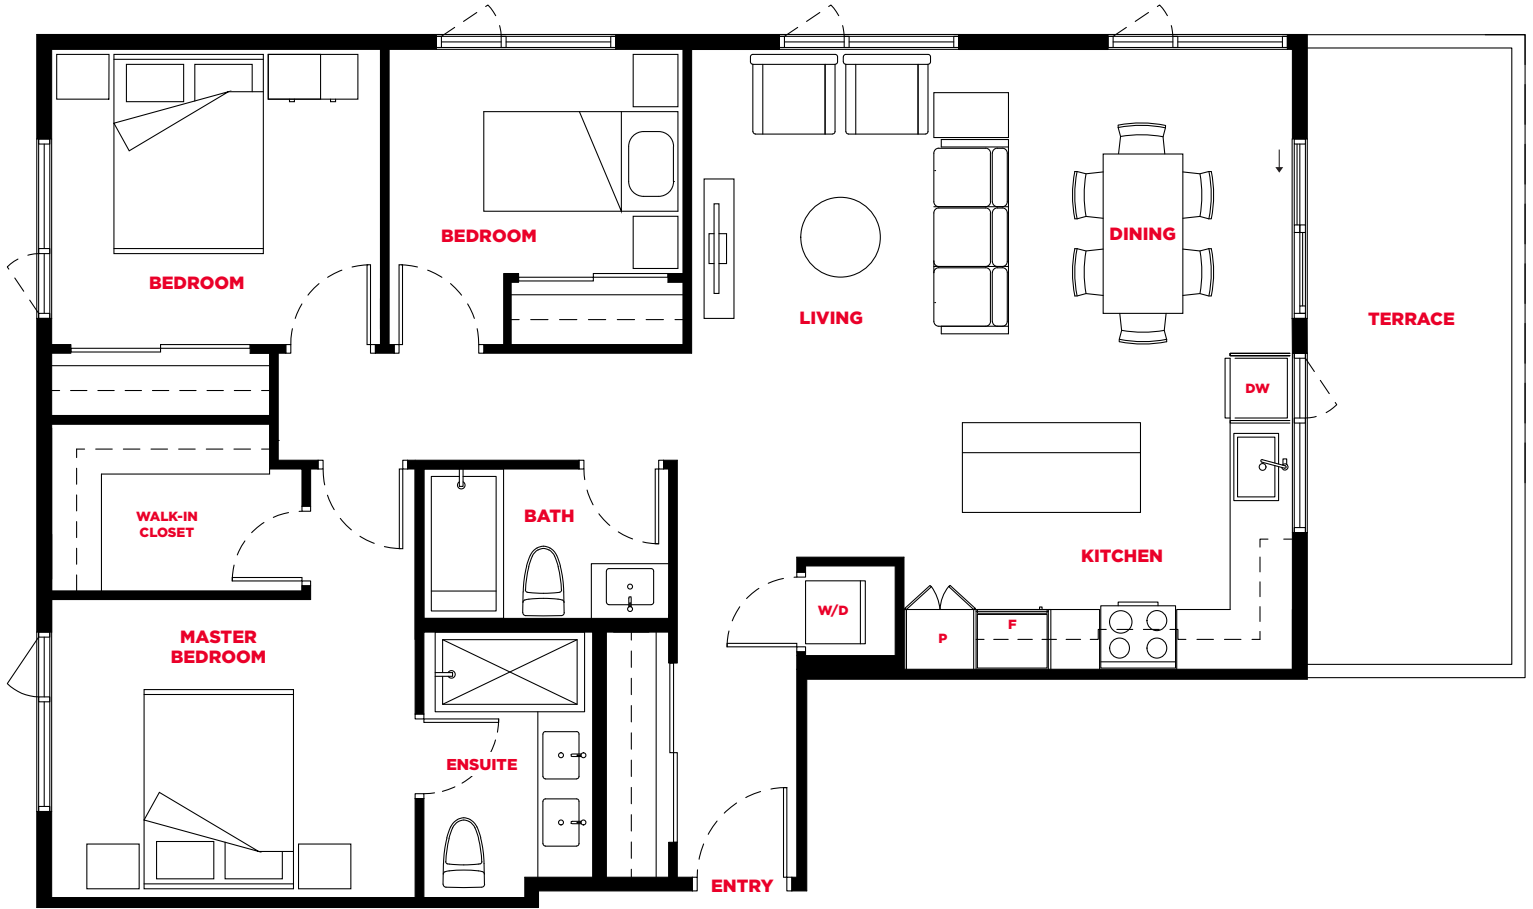 BEDROOM
BEDROOM
DINING
LIVING
TERRACE
DW
WALK-IN
CLOSET
BATH
KITCHEN
W/D
P
F
MASTER
BEDROOM
ENSUITE
ENTRY